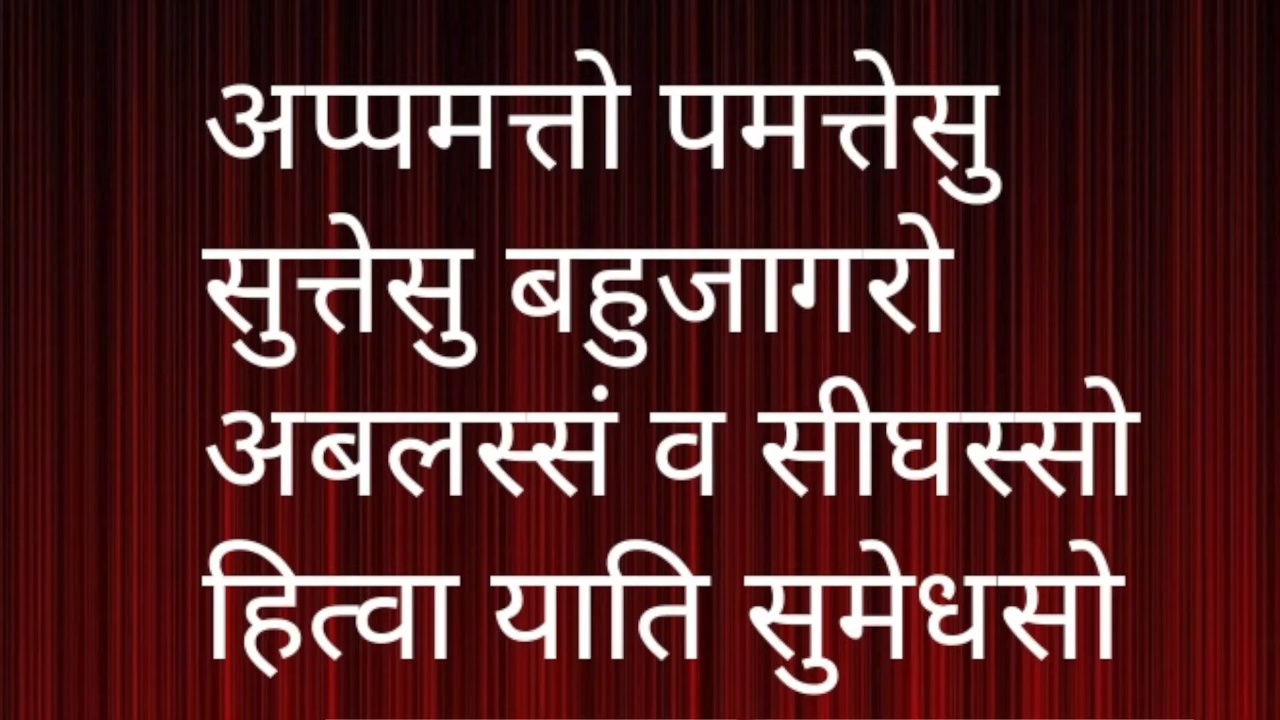 अप्पमत्तो पमत्तेसु
सुत्तेसु बहुजागरो
अबलस्सं व सीघस्सो
हित्वा याति सुमेधसो